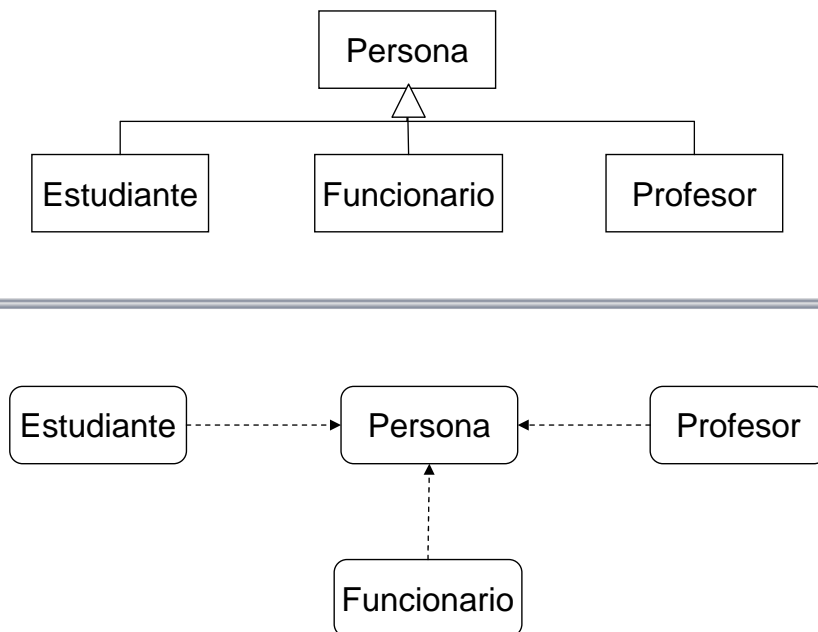 Persona
Estudiante
Funcionario
Profesor
Estudiante
Persona
Profesor
Funcionario